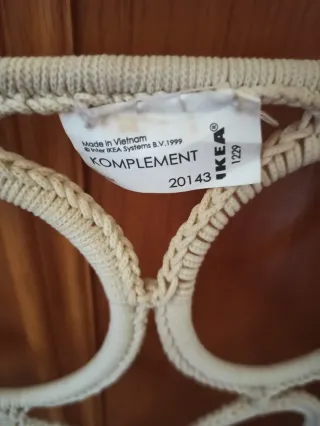 Made in Vietnam
© Inter IKEA Systems B.V. 1999
KOMPLEMENT
20143
IKEA®
1229